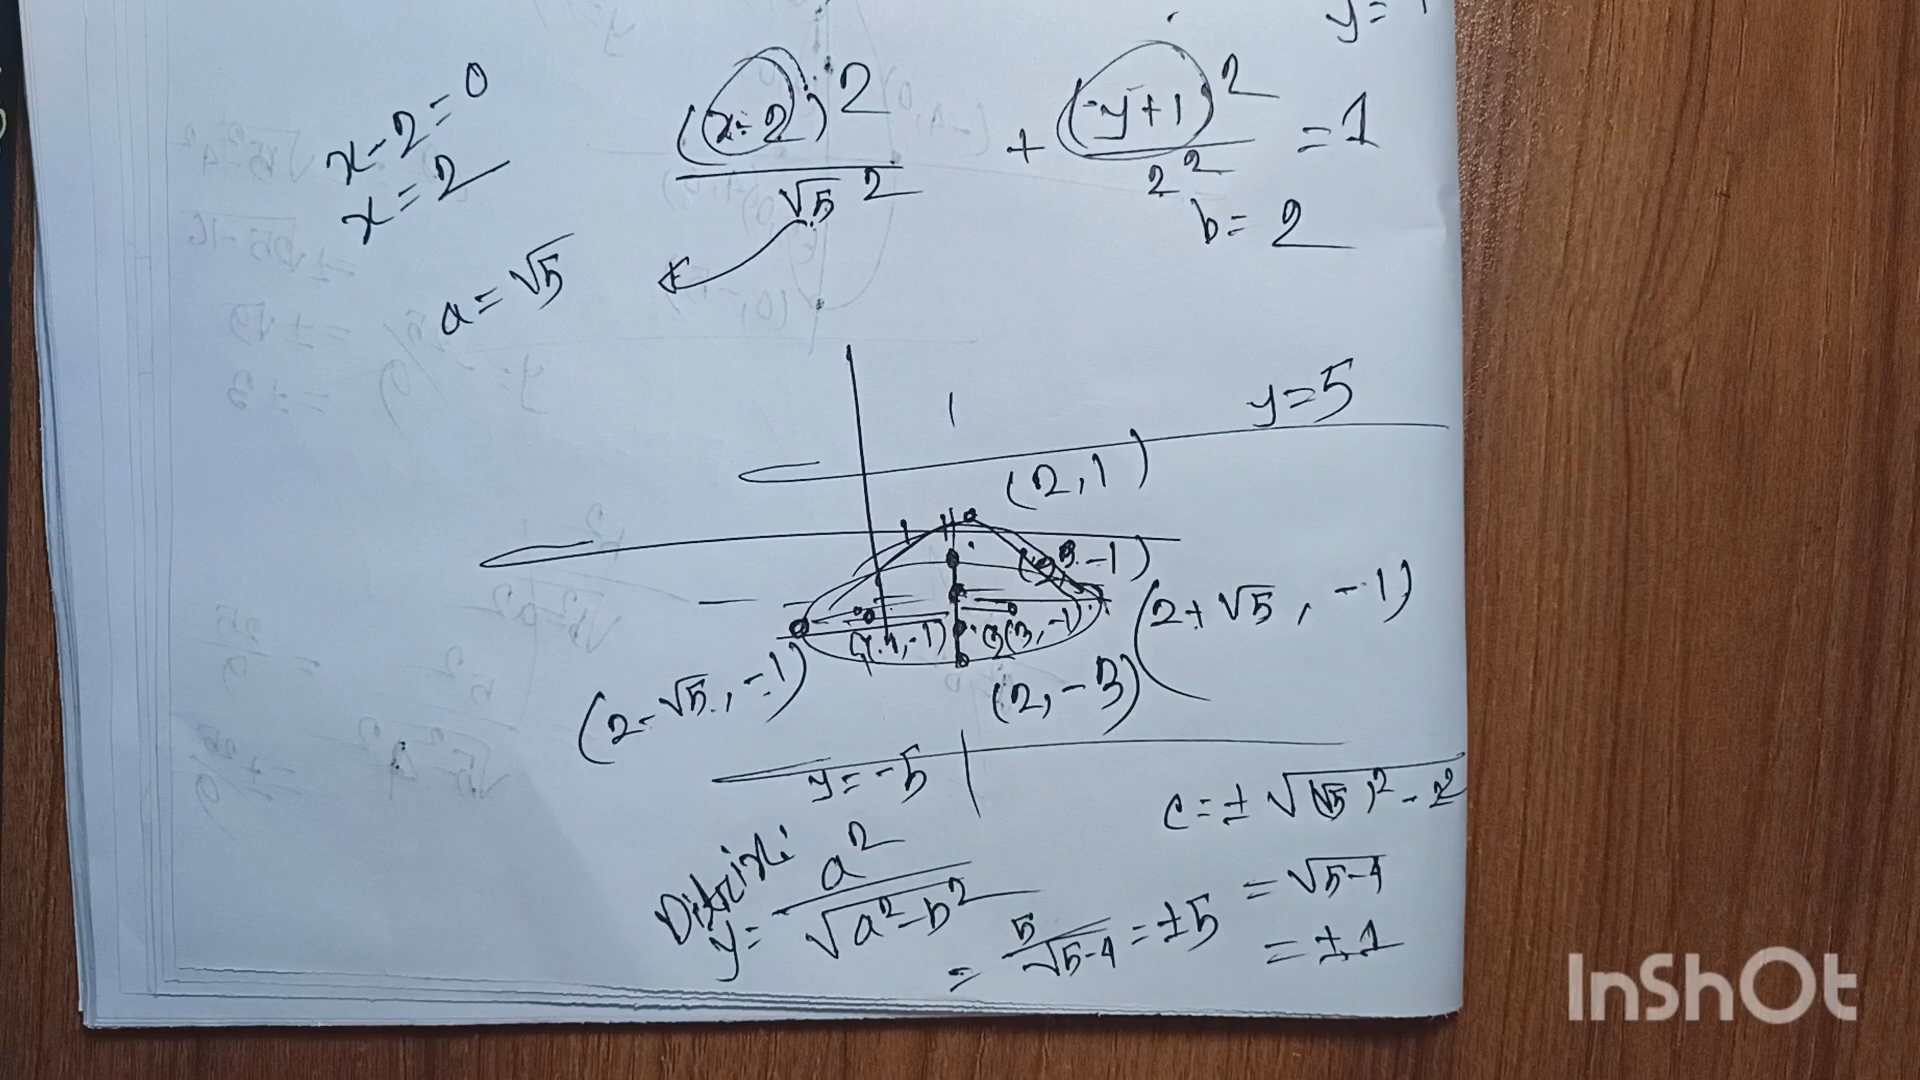 y=
x-2=0
x=2
(x-2)²/√5² + (-y+1)²/2² = 1
b=2
a=√5
y=5
(2,1)
(3,-1)
(2+√5, -1)
(2-√5, -1)
(2,-3)
y=-5
c=±√(√5)²-2²
=√5-4
=±1
y= a²/√a²-b²
= 5/√5-4 =±5
InShOt